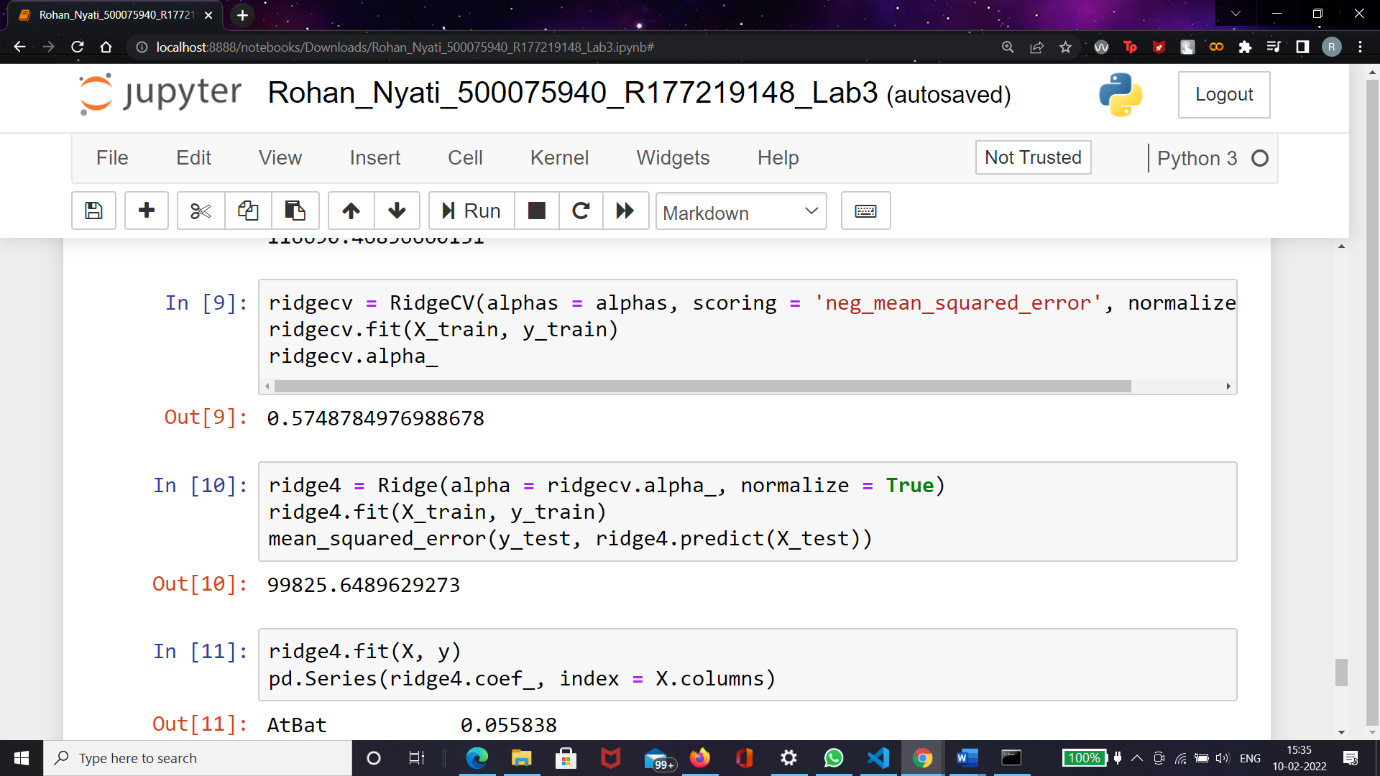 Rohan_Nyati_500075940_R17721
localhost:8888/notebooks/Downloads/Rohan_Nyati_500075940_R177219148_Lab3.ipynb#
Tp
R
jupyter Rohan_Nyati_500075940_R177219148_Lab3 (autosaved)
Logout
File Edit View Insert Cell Kernel Widgets Help
Not Trusted
Python 3
Run
Markdown
In [9]:
ridgecv = RidgeCV(alphas = alphas, scoring = 'neg_mean_squared_error', normalize
ridgecv.fit(X_train, y_train)
ridgecv.alpha_
Out[9]: 0.5748784976988678
In [10]:
ridge4 = Ridge(alpha = ridgecv.alpha_, normalize = True)
ridge4.fit(X_train, y_train)
mean_squared_error(y_test, ridge4.predict(X_test))
Out[10]: 99825.6489629273
In [11]:
ridge4.fit(X, y)
pd.Series(ridge4.coef_, index = X.columns)
Out[11]: AtBat 0.055838
Type here to search
99+
100%
ENG
15:35
10-02-2022